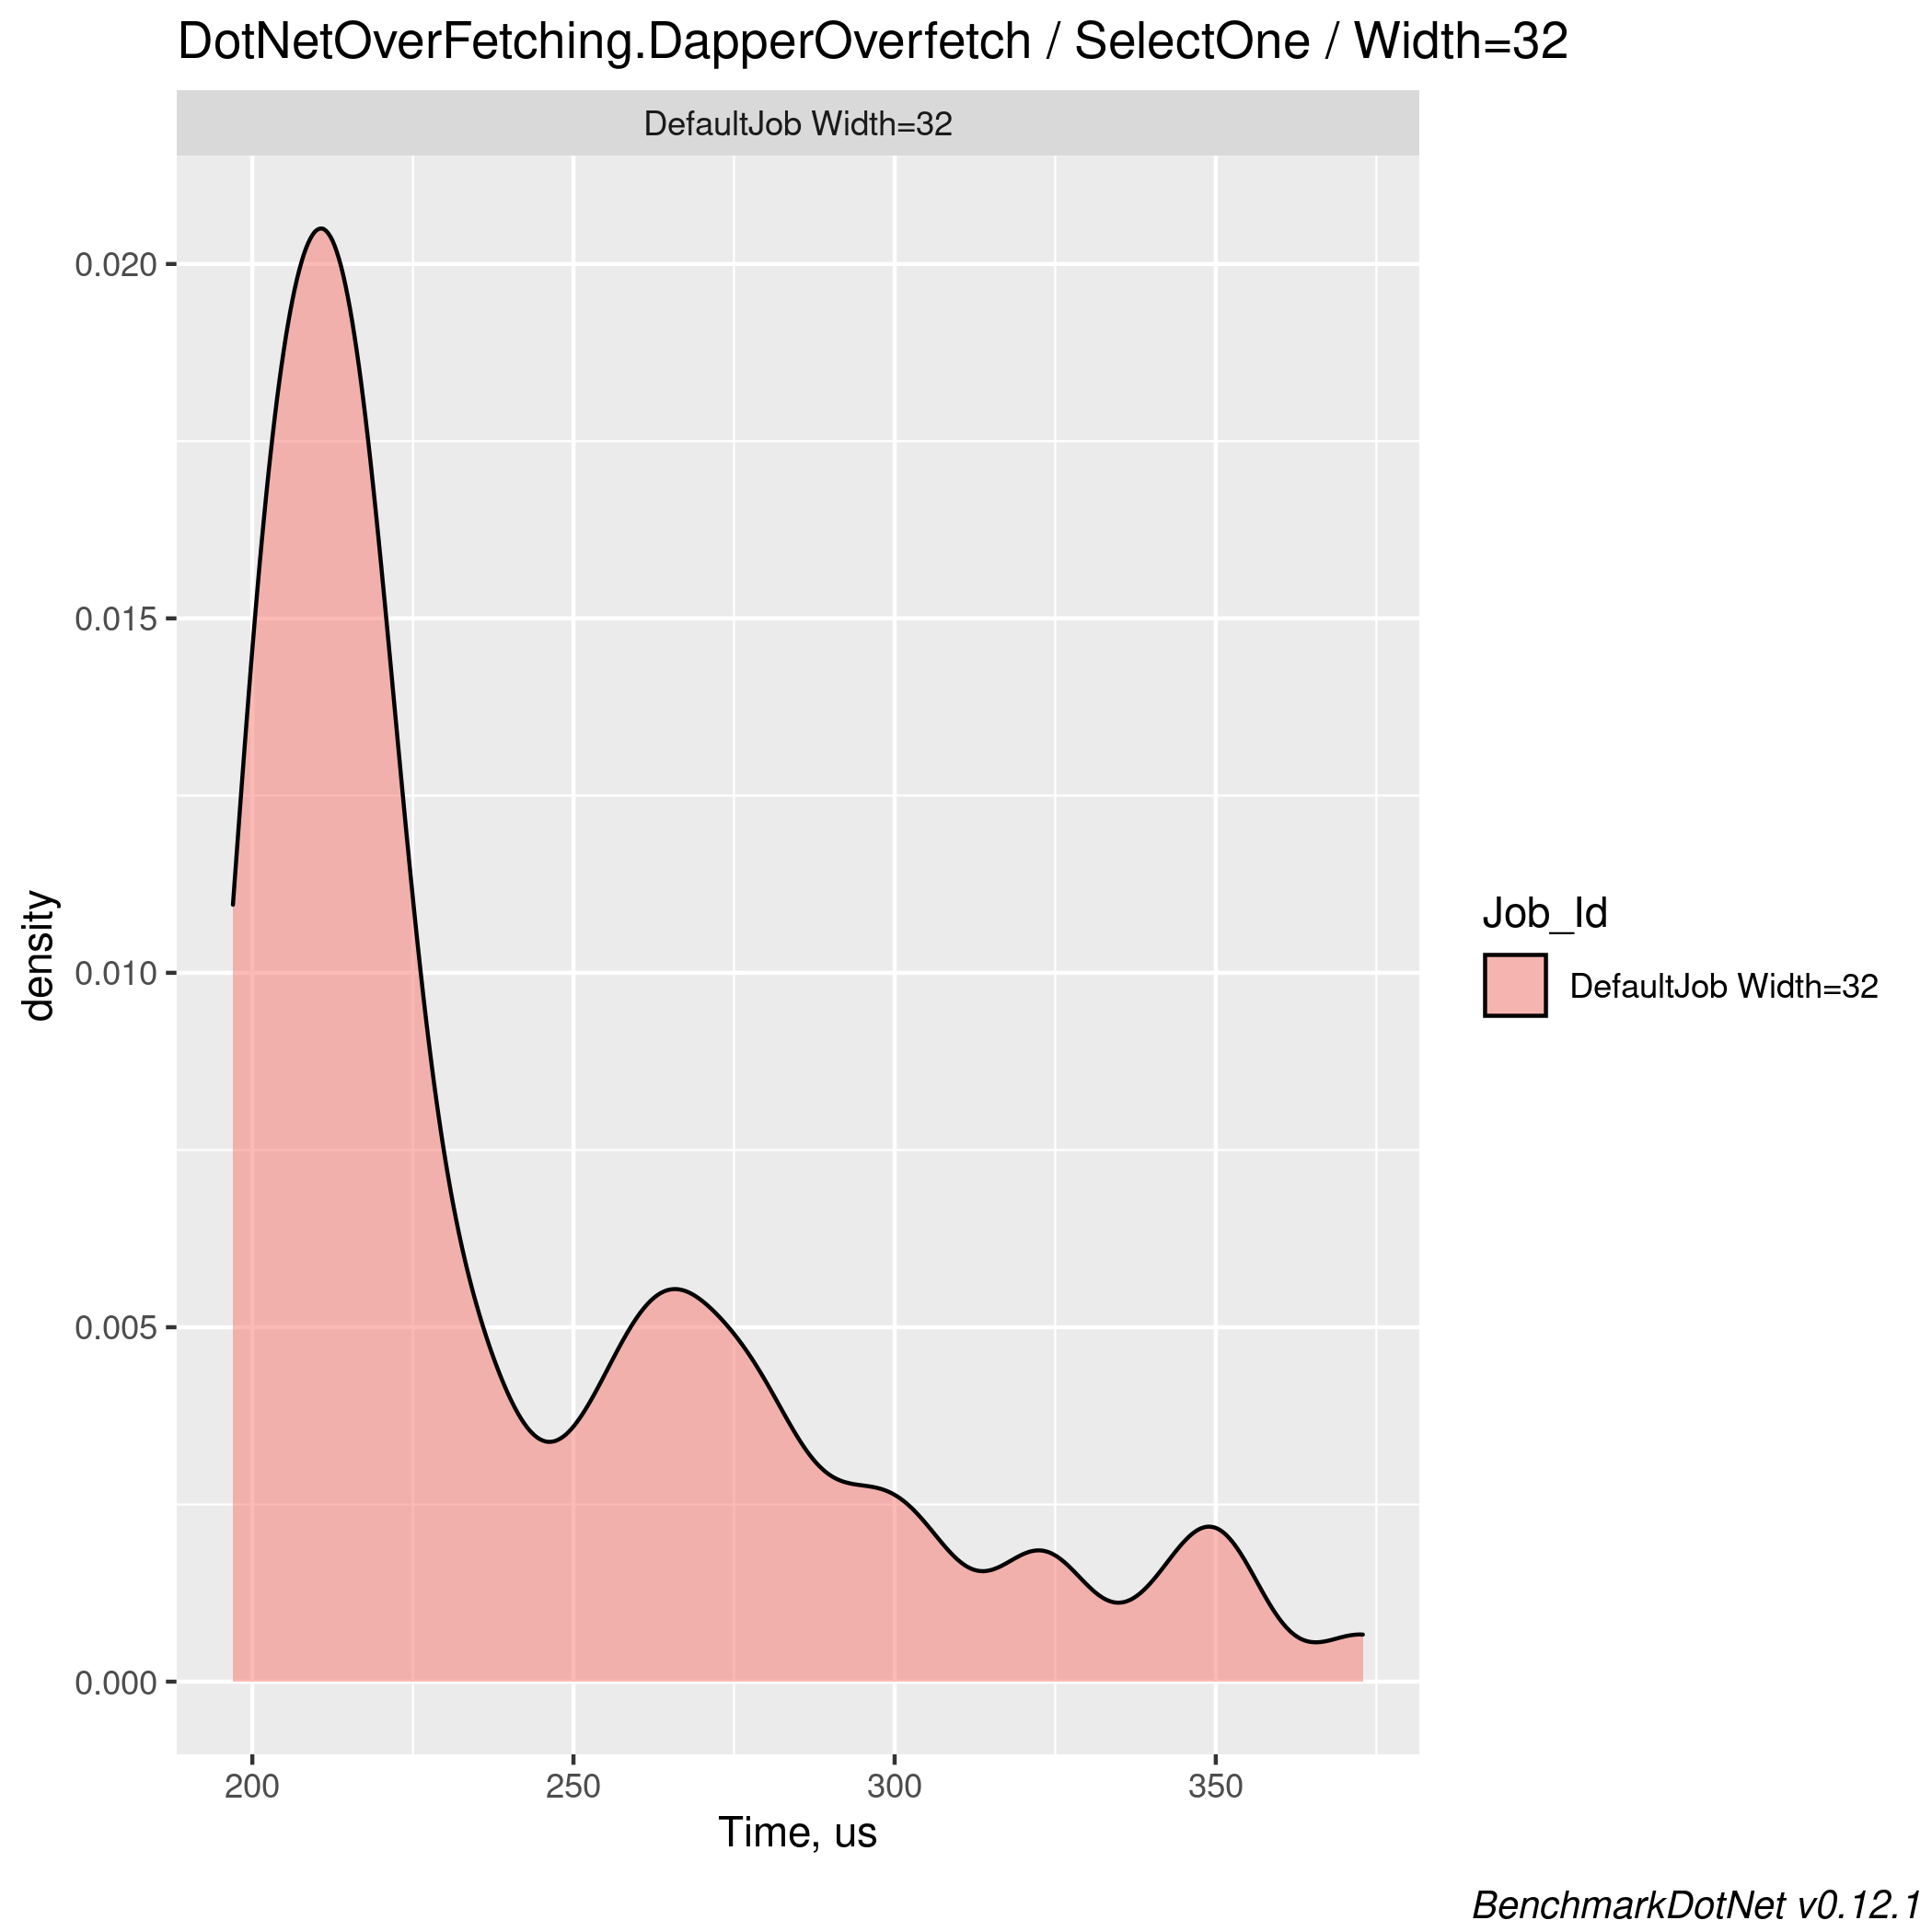 DotNetOverFetching.DapperOverfetch / SelectOne / Width=32
DefaultJob Width=32
0.020
0.015
0.010
0.005
0.000
density
200 250 300 350
Time, us
Job_Id
DefaultJob Width=32
BenchmarkDotNet v0.12.1